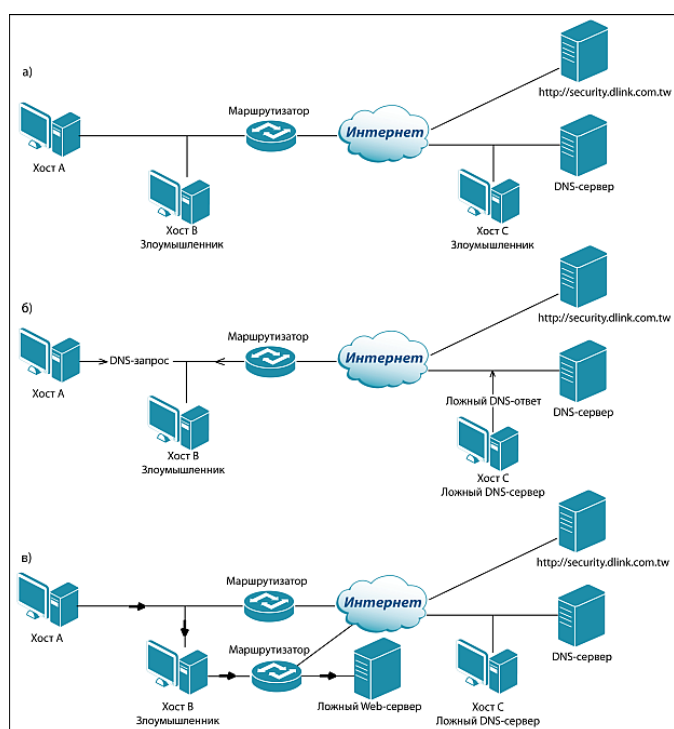 а)
http://security.dlink.com.tw
Маршрутизатор
Интернет
Хост А
DNS-сервер
Хост В
Злоумышленник
Хост С
Злоумышленник
б)
http://security.dlink.com.tw
Маршрутизатор
Интернет
DNS-запрос
Хост А
Ложный DNS-ответ
DNS-сервер
Хост В
Злоумышленник
Хост С
Ложный DNS-сервер
в)
http://security.dlink.com.tw
Маршрутизатор
Интернет
Хост А
Маршрутизатор
DNS-сервер
Хост В
Злоумышленник
Ложный Web-сервер
Хост С
Ложный DNS-сервер